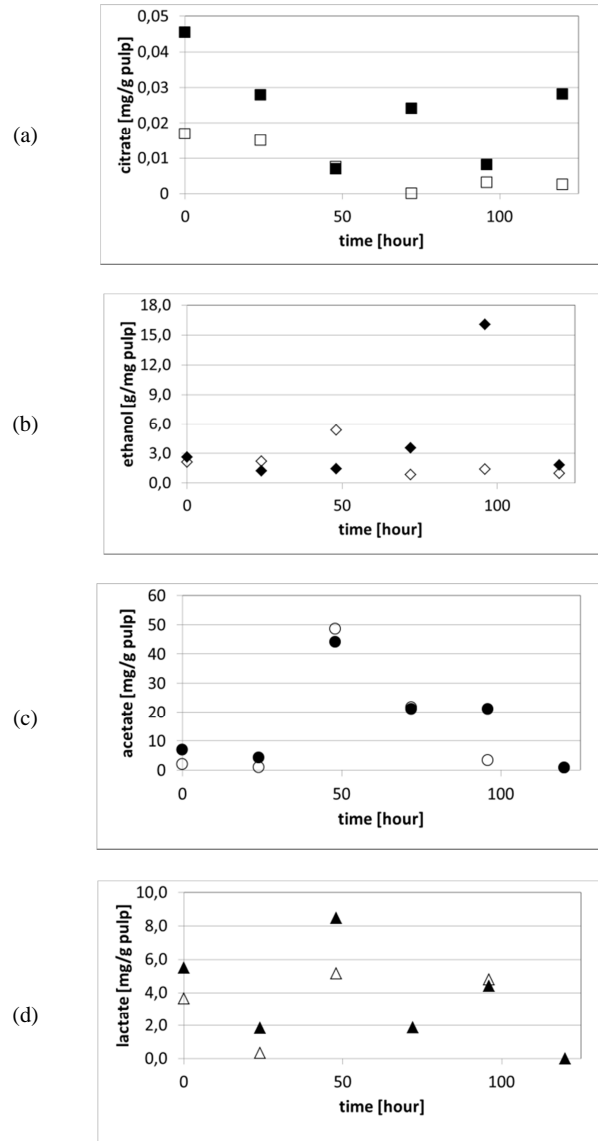 (a)
citrate [mg/g pulp]
0,05
0,04
0,03
0,02
0,01
0
0 50 100
time [hour]
(b)
ethanol [g/mg pulp]
18,0
15,0
12,0
9,0
6,0
3,0
0,0
0 50 100
time [hour]
(c)
acetate [mg/g pulp]
60
50
40
30
20
10
0
0 50 100
time [hour]
(d)
lactate [mg/g pulp]
10,0
8,0
6,0
4,0
2,0
0,0
0 50 100
time [hour]